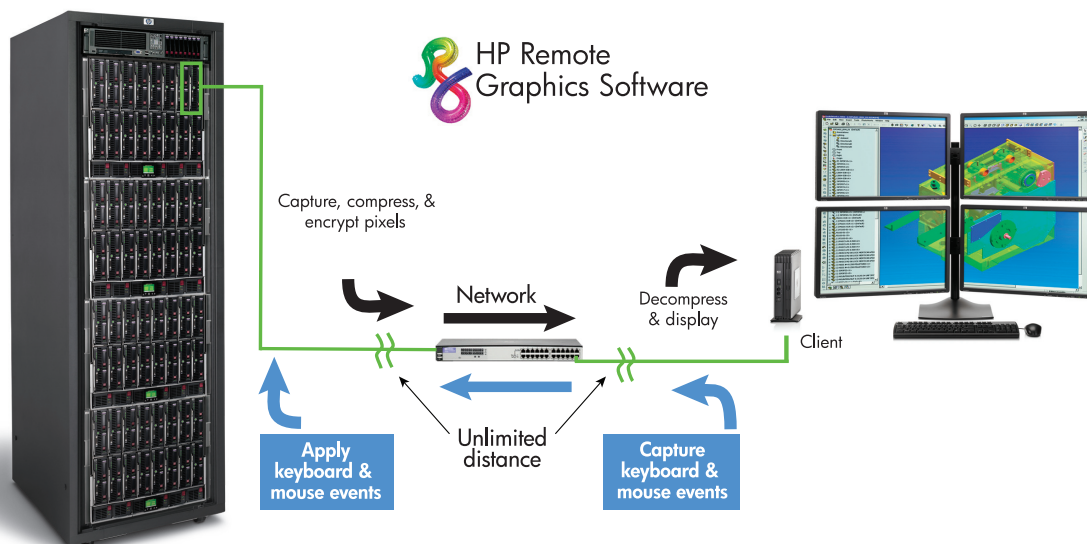 HP Remote
Graphics Software
Capture, compress, &
encrypt pixels
Network
Decompress
& display
Client
Unlimited
distance
Apply
keyboard &
mouse events
Capture
keyboard &
mouse events